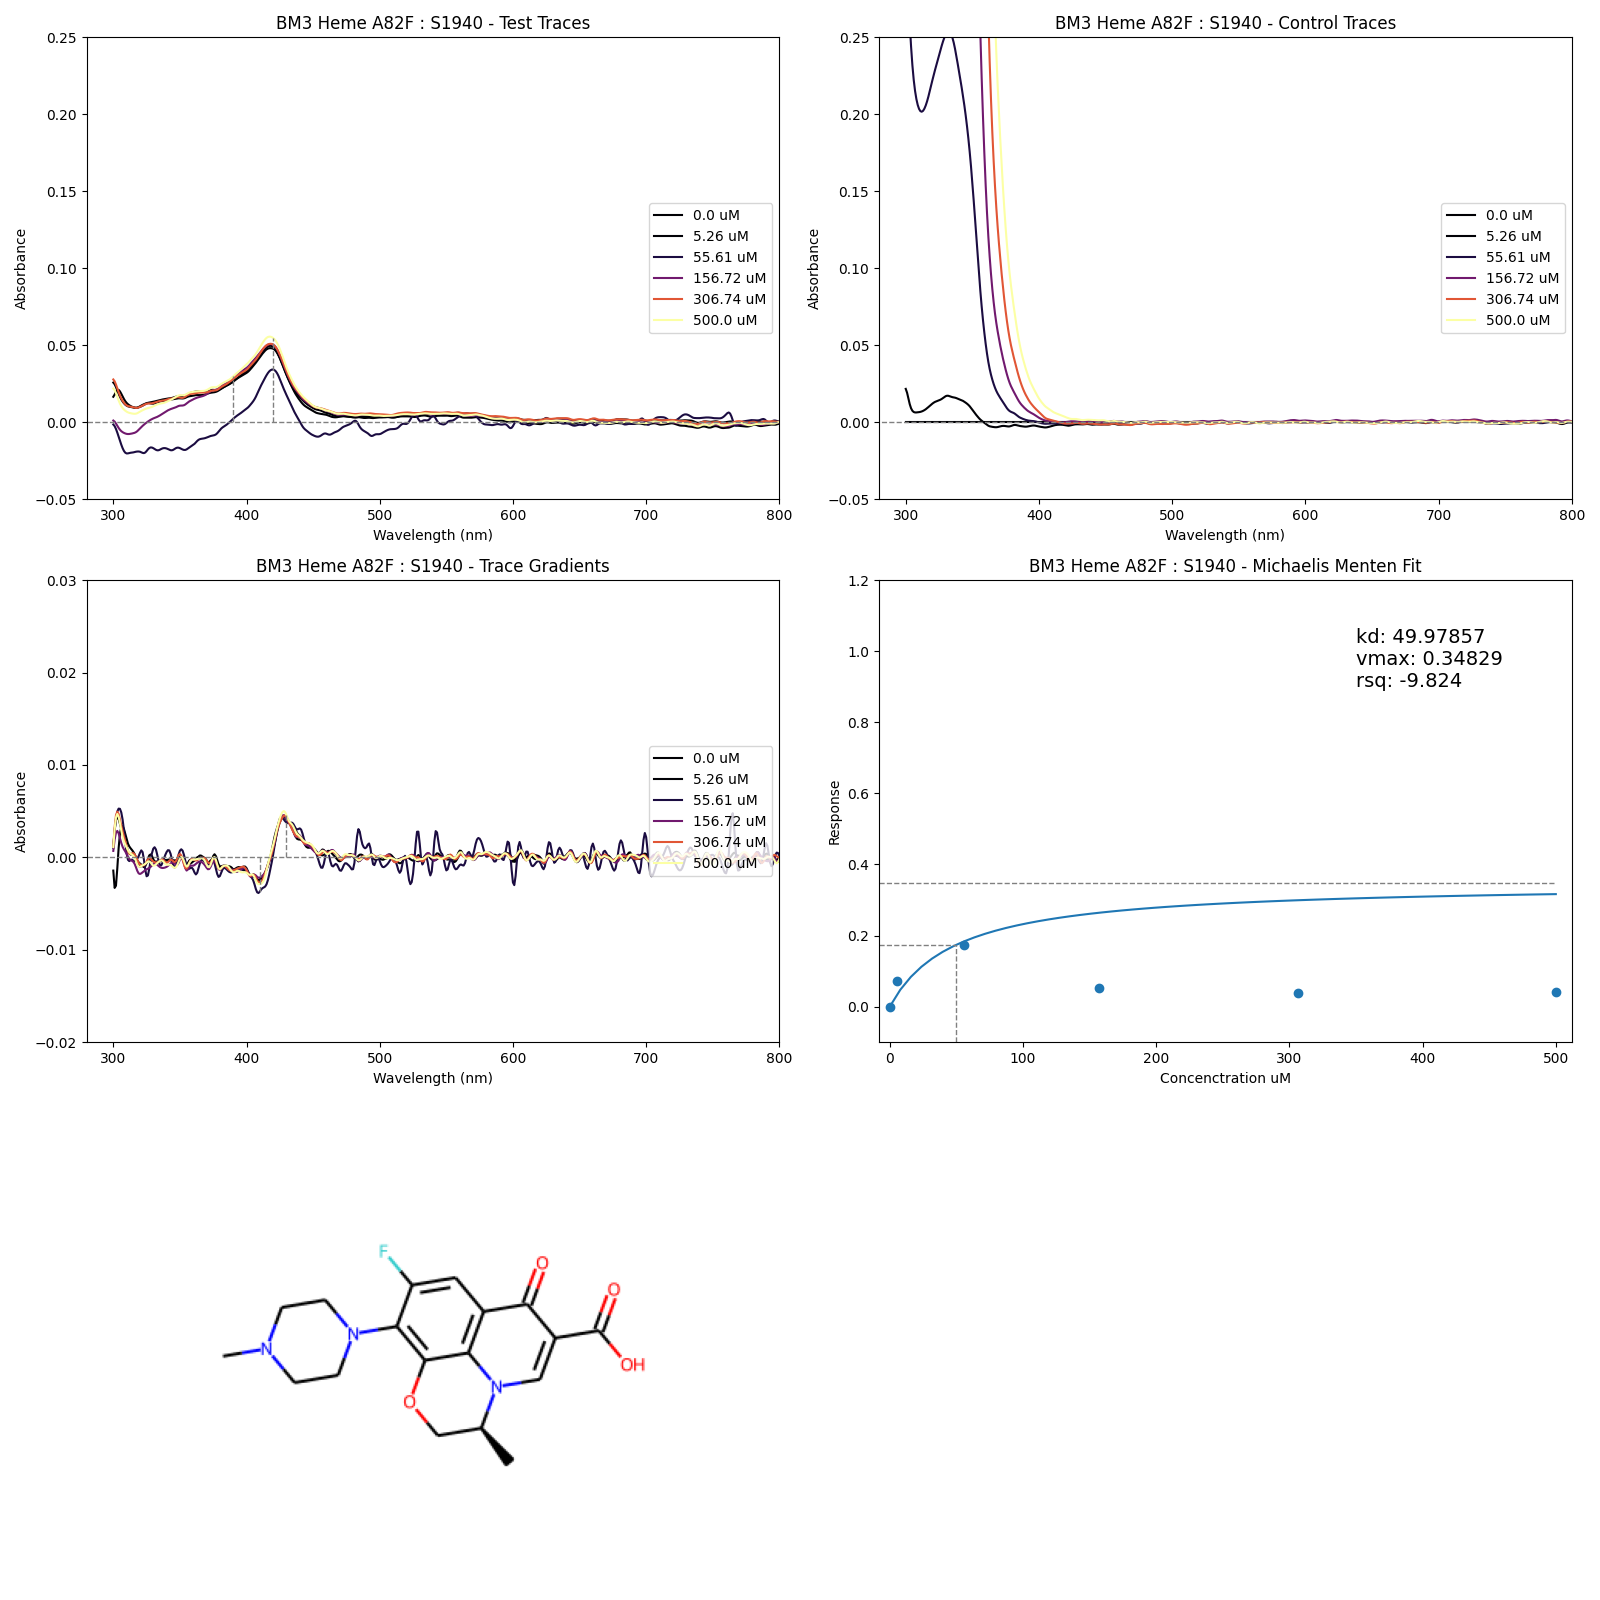 BM3 Heme A82F : S1940 - Test Traces
Absorbance
0.25
0.20
0.15
0.10
0.05
0.00
−0.05
300
400
500
600
700
800
Wavelength (nm)
0.0 uM
5.26 uM
55.61 uM
156.72 uM
306.74 uM
500.0 uM
BM3 Heme A82F : S1940 - Control Traces
Absorbance
0.25
0.20
0.15
0.10
0.05
0.00
−0.05
300
400
500
600
700
800
Wavelength (nm)
0.0 uM
5.26 uM
55.61 uM
156.72 uM
306.74 uM
500.0 uM
BM3 Heme A82F : S1940 - Trace Gradients
Absorbance
0.03
0.02
0.01
0.00
−0.01
−0.02
300
400
500
600
700
800
Wavelength (nm)
0.0 uM
5.26 uM
55.61 uM
156.72 uM
306.74 uM
500.0 uM
BM3 Heme A82F : S1940 - Michaelis Menten Fit
Response
1.2
1.0
0.8
0.6
0.4
0.2
0.0
0
100
200
300
400
500
Concenctration uM
kd: 49.97857
vmax: 0.34829
rsq: -9.824
F
O
O
OH
N
N
N
O